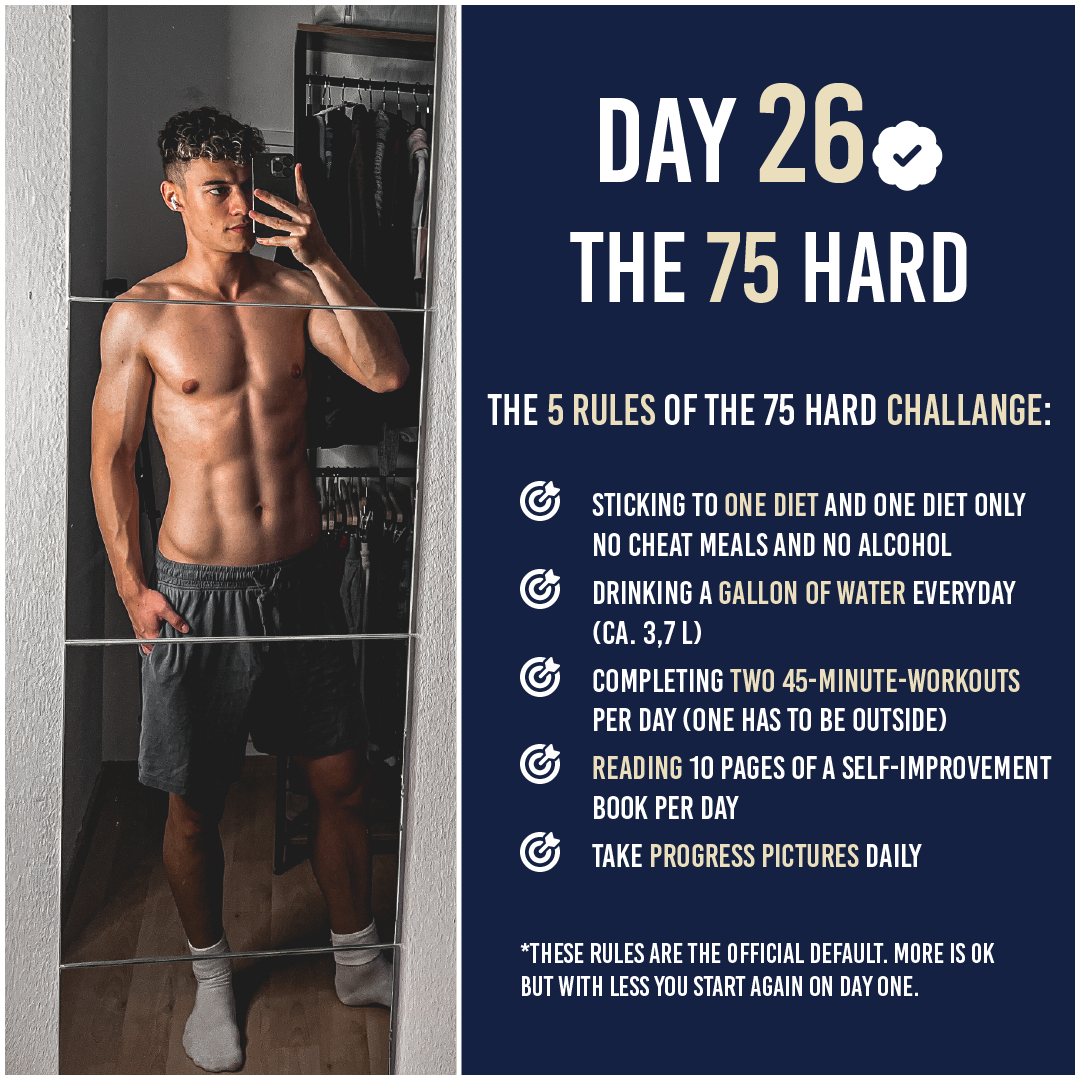 DAY 26
THE 75 HARD
THE 5 RULES OF THE 75 HARD CHALLANGE:
STICKING TO ONE DIET AND ONE DIET ONLY
NO CHEAT MEALS AND NO ALCOHOL
DRINKING A GALLON OF WATER EVERYDAY
(CA. 3,7 L)
COMPLETING TWO 45-MINUTE-WORKOUTS
PER DAY (ONE HAS TO BE OUTSIDE)
READING 10 PAGES OF A SELF-IMPROVEMENT
BOOK PER DAY
TAKE PROGRESS PICTURES DAILY
*THESE RULES ARE THE OFFICIAL DEFAULT. MORE IS OK
BUT WITH LESS YOU START AGAIN ON DAY ONE.